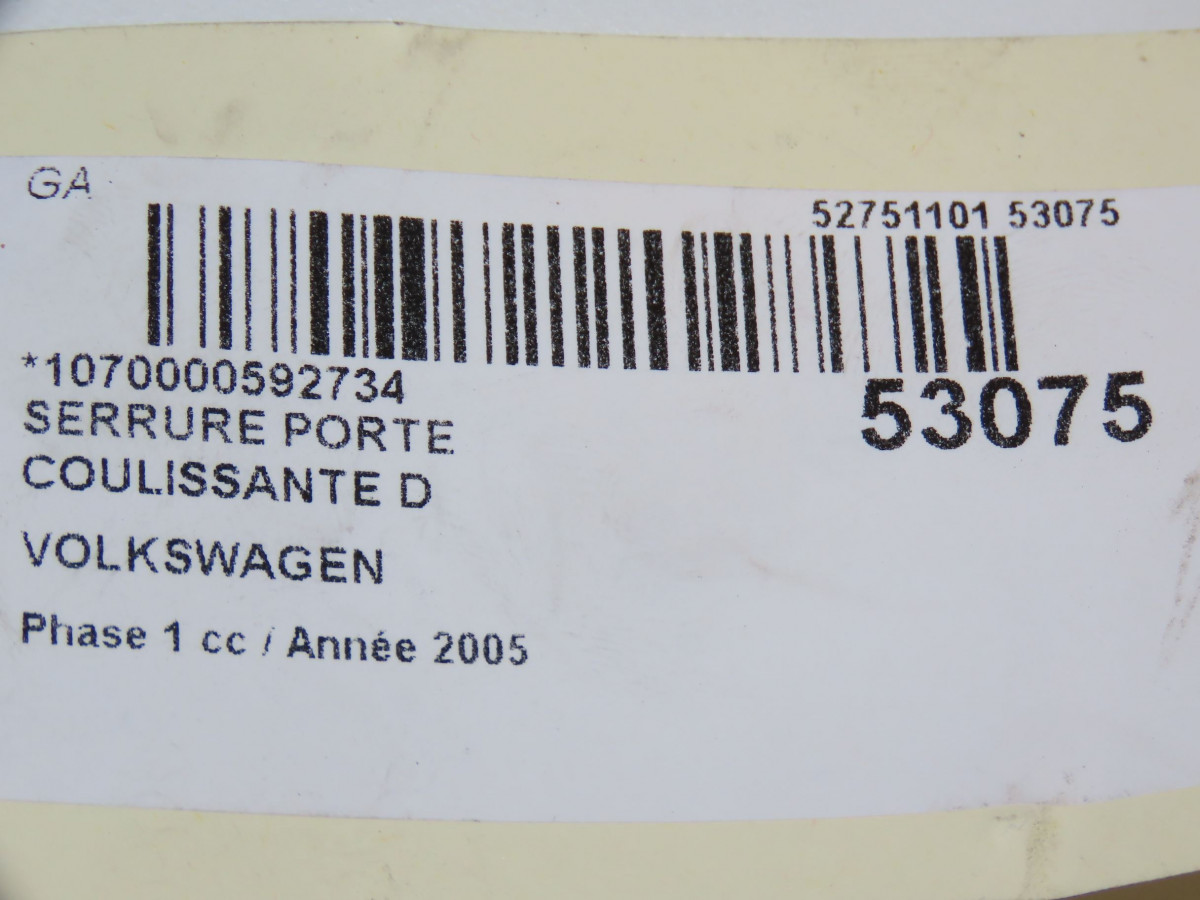 GA
52751101 53075
*1070000592734
53075
SERRURE PORTE
COULISSANTE D
VOLKSWAGEN
Phase 1 cc / Année 2005